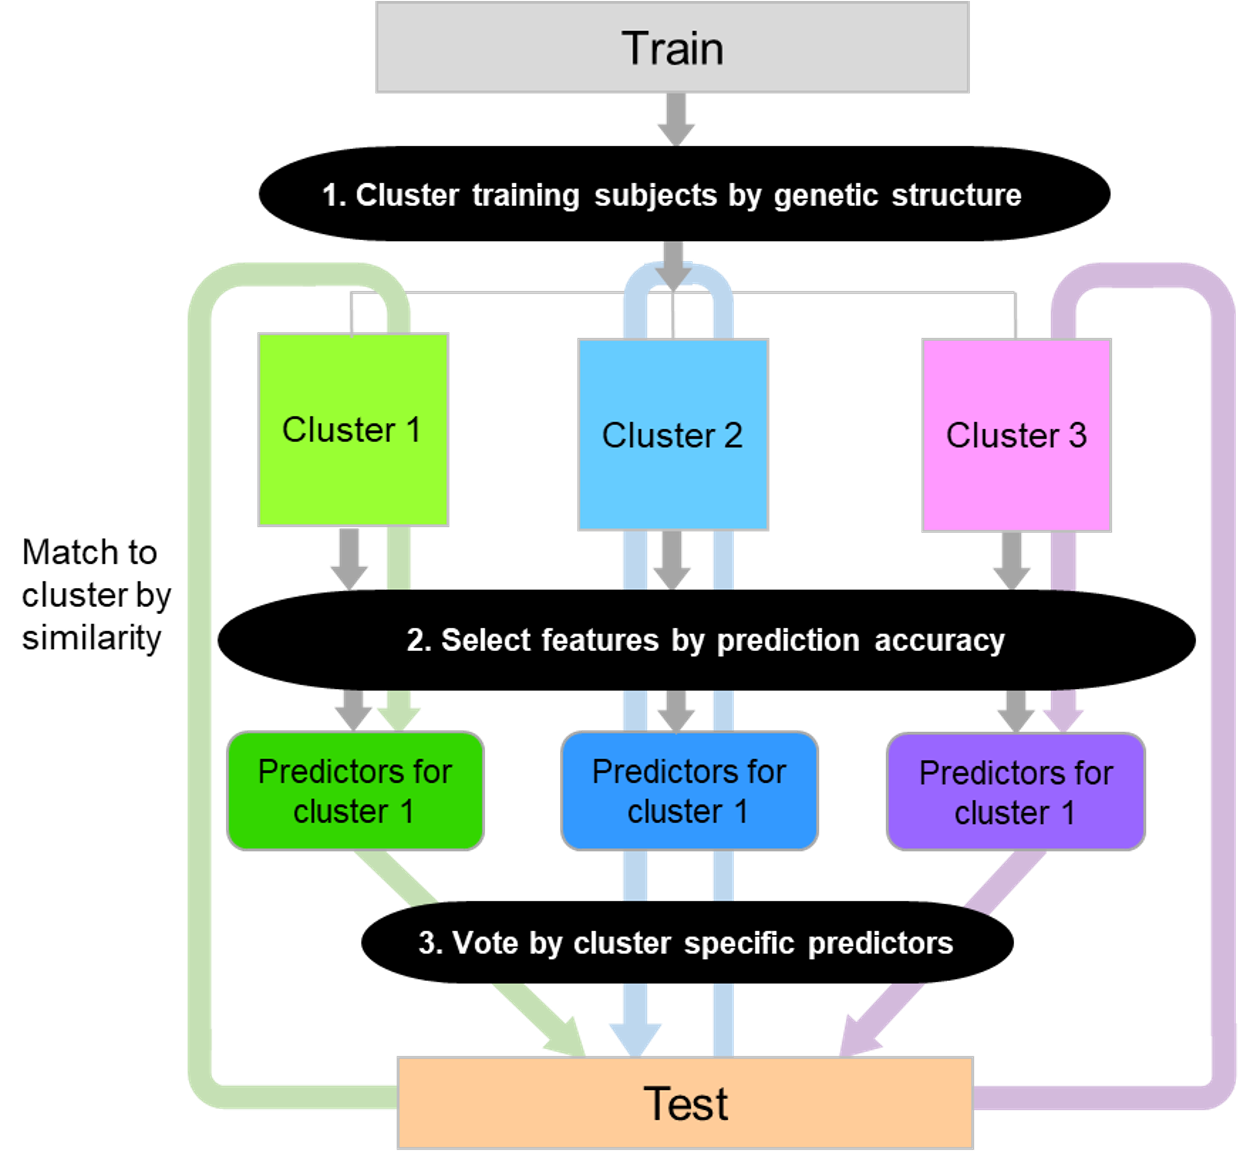 Train
1. Cluster training subjects by genetic structure
Cluster 1
Cluster 2
Cluster 3
Match to
cluster by
similarity
2. Select features by prediction accuracy
Predictors for
cluster 1
Predictors for
cluster 1
Predictors for
cluster 1
3. Vote by cluster specific predictors
Test